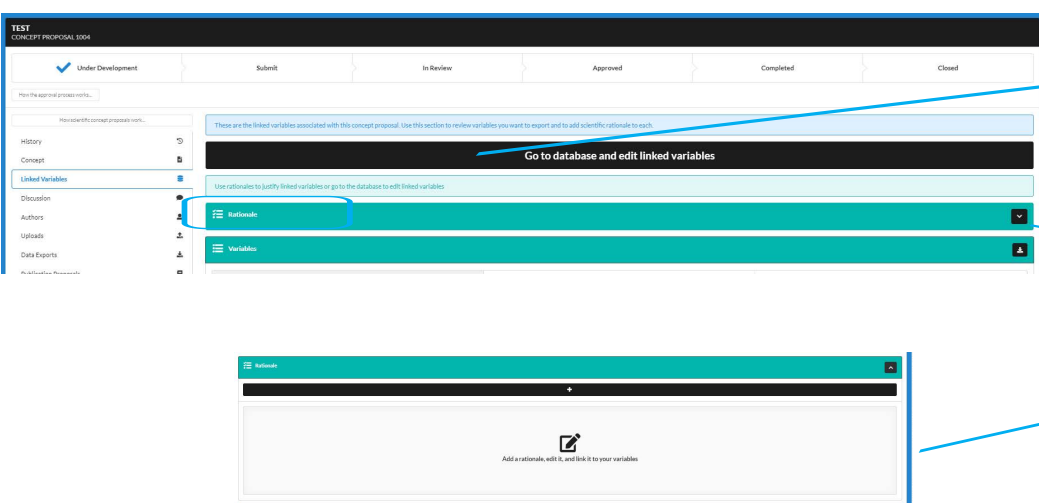 TEST
CONCEPT PROPOSAL 1004
Under Development
Submit
In Review
Approved
Completed
Closed
How the approval process works...
How scientific concept proposals work...
History
Concept
Linked Variables
Discussion
Authors
Uploads
Data Exports
Publication Proposals
These are the linked variables associated with this concept proposal. Use this section to review variables you want to export and to add scientific rationale to each.
Go to database and edit linked variables
Use rationales to justify linked variables or go to the database to edit linked variables
Rationale
Variables
Rationale
+
Add a rationale, edit it, and link it to your variables